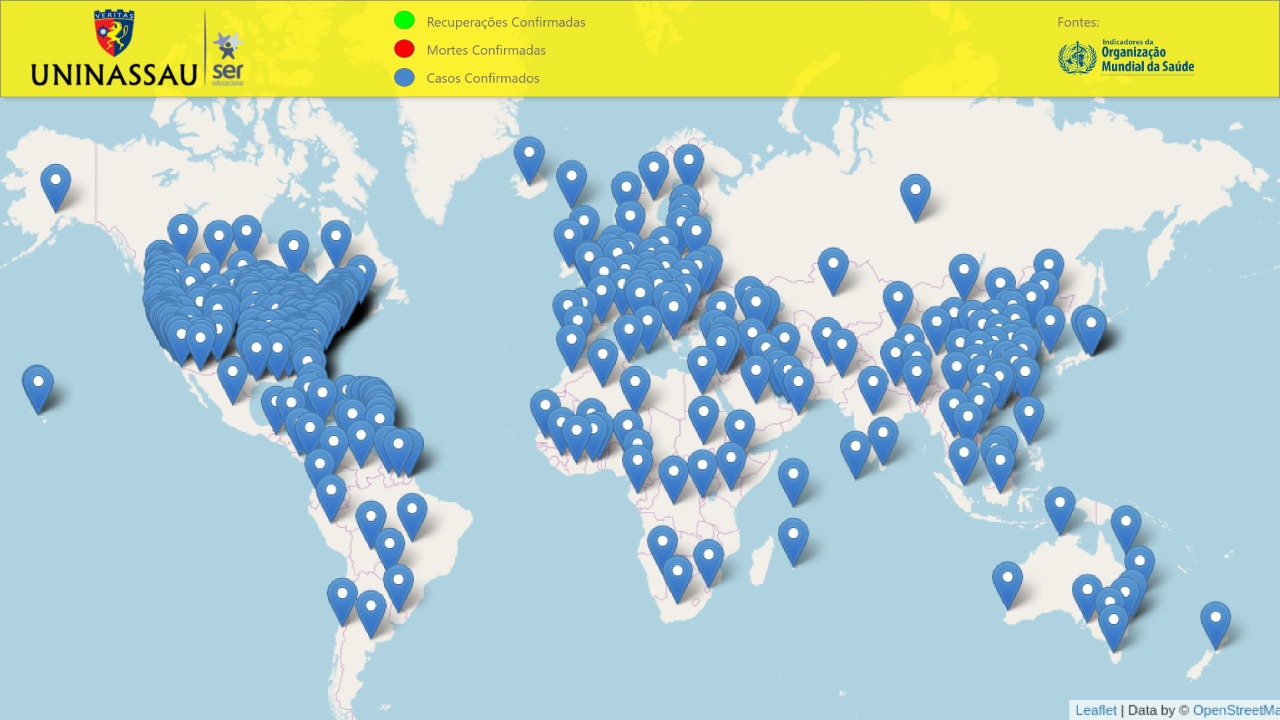 VERITAS
UNINASSAU
ser
educacional
Recuperações Confirmadas
Mortes Confirmadas
Casos Confirmados
Fontes:
Indicadores da
Organização
Mundial da Saúde
Leaflet | Data by © OpenStreetMa